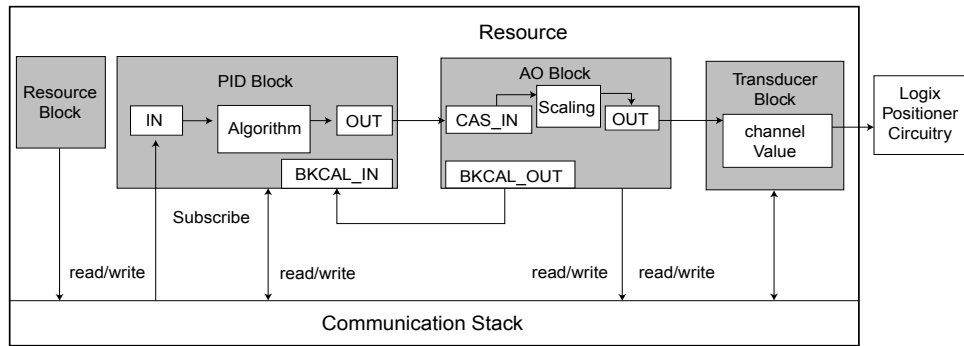 Resource
Resource
Block
PID Block
IN
Algorithm
OUT
BKCAL_IN
AO Block
CAS_IN
Scaling
OUT
BKCAL_OUT
Transducer
Block
channel
Value
Logix
Positioner
Circuitry
Subscribe
read/write
read/write
read/write
read/write
Communication Stack